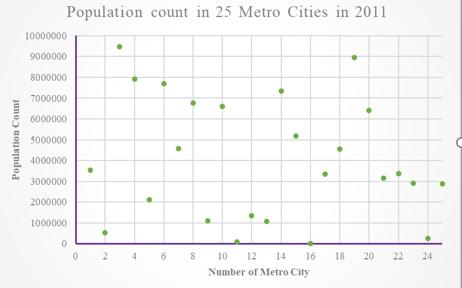 Population count in 25 Metro Cities in 2011
10000000
9000000
8000000
7000000
6000000
5000000
4000000
3000000
2000000
1000000
0
Population Count
0 2 4 6 8 10 12 14 16 18 20 22 24
Number of Metro City